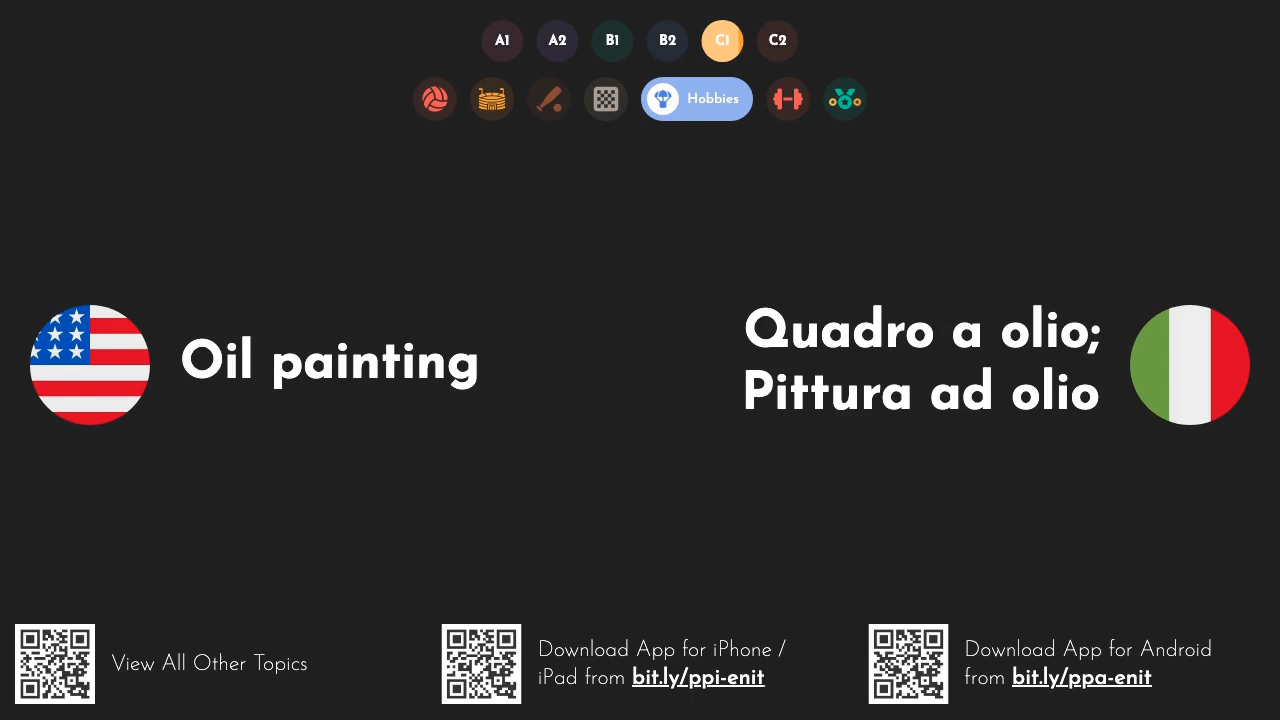 A1 A2 B1 B2 C1 C2
Hobbies
Oil painting
Quadro a olio;
Pittura ad olio
View All Other Topics
Download App for iPhone /
iPad from bit.ly/ppi-enit
Download App for Android
from bit.ly/ppa-enit